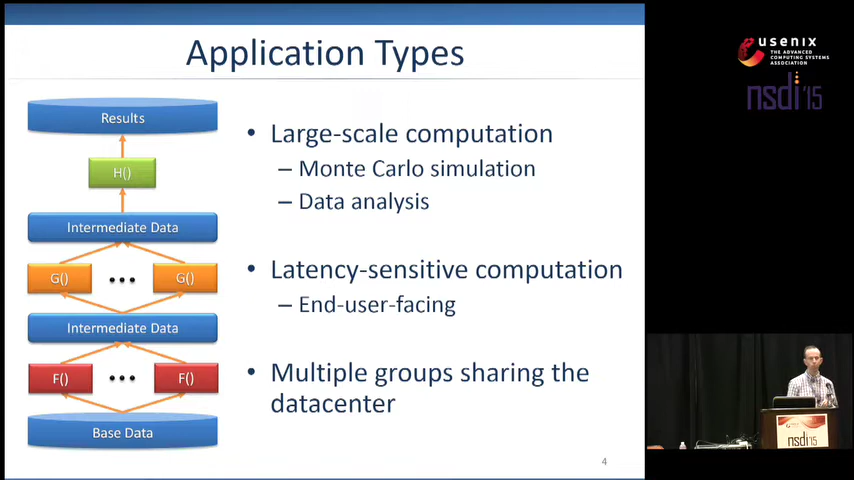 Application Types
Results
H()
Intermediate Data
G()
G()
Intermediate Data
F()
F()
Base Data
• Large-scale computation
– Monte Carlo simulation
– Data analysis
• Latency-sensitive computation
– End-user-facing
• Multiple groups sharing the
datacenter
4
usenix
THE ADVANCED
COMPUTING SYSTEMS
ASSOCIATION
nsdi '15
nsdi'15